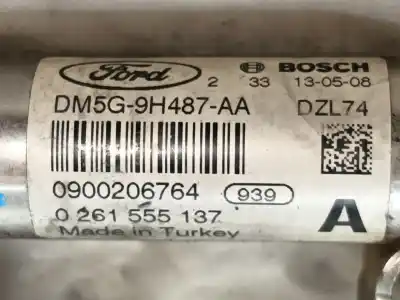 Ford 2 33 BOSCH 13-05-08
DM5G-9H487-AA DZL74
0900206764 939
0 261 555 137 A
Made in Turkey